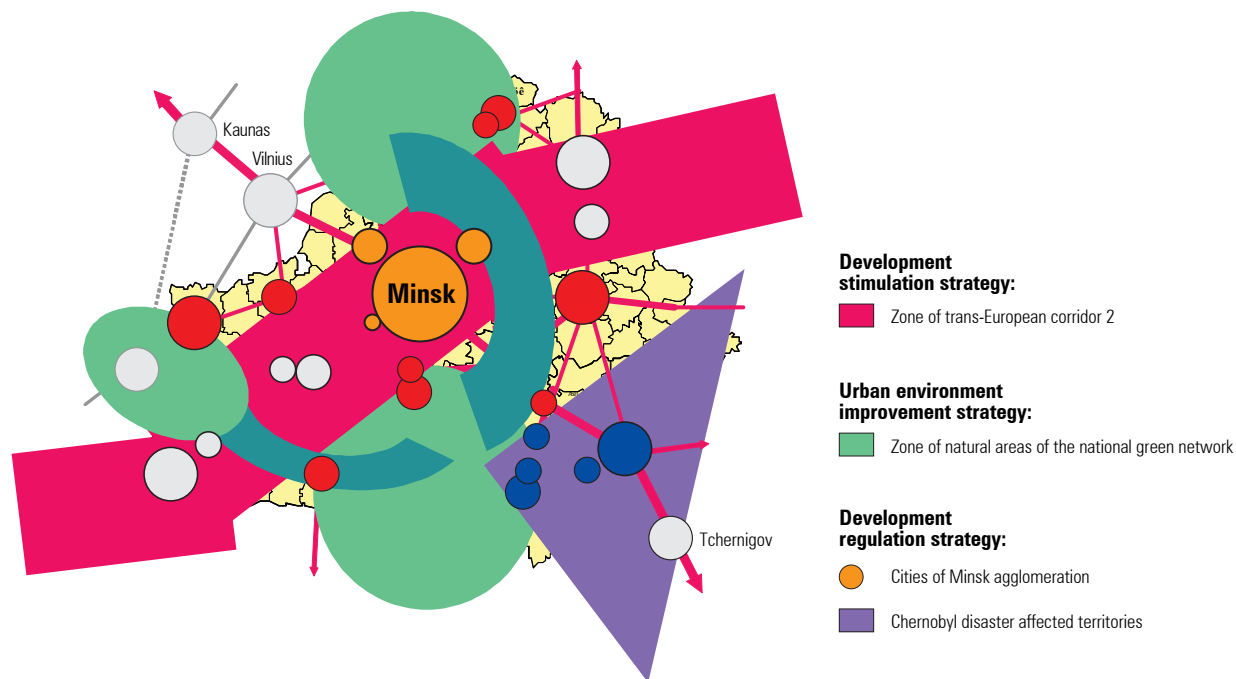 Kaunas
Vilnius
Minsk
Tchernigov
Development
stimulation strategy:
Zone of trans-European corridor 2
Urban environment
improvement strategy:
Zone of natural areas of the national green network
Development
regulation strategy:
Cities of Minsk agglomeration
Chernobyl disaster affected territories